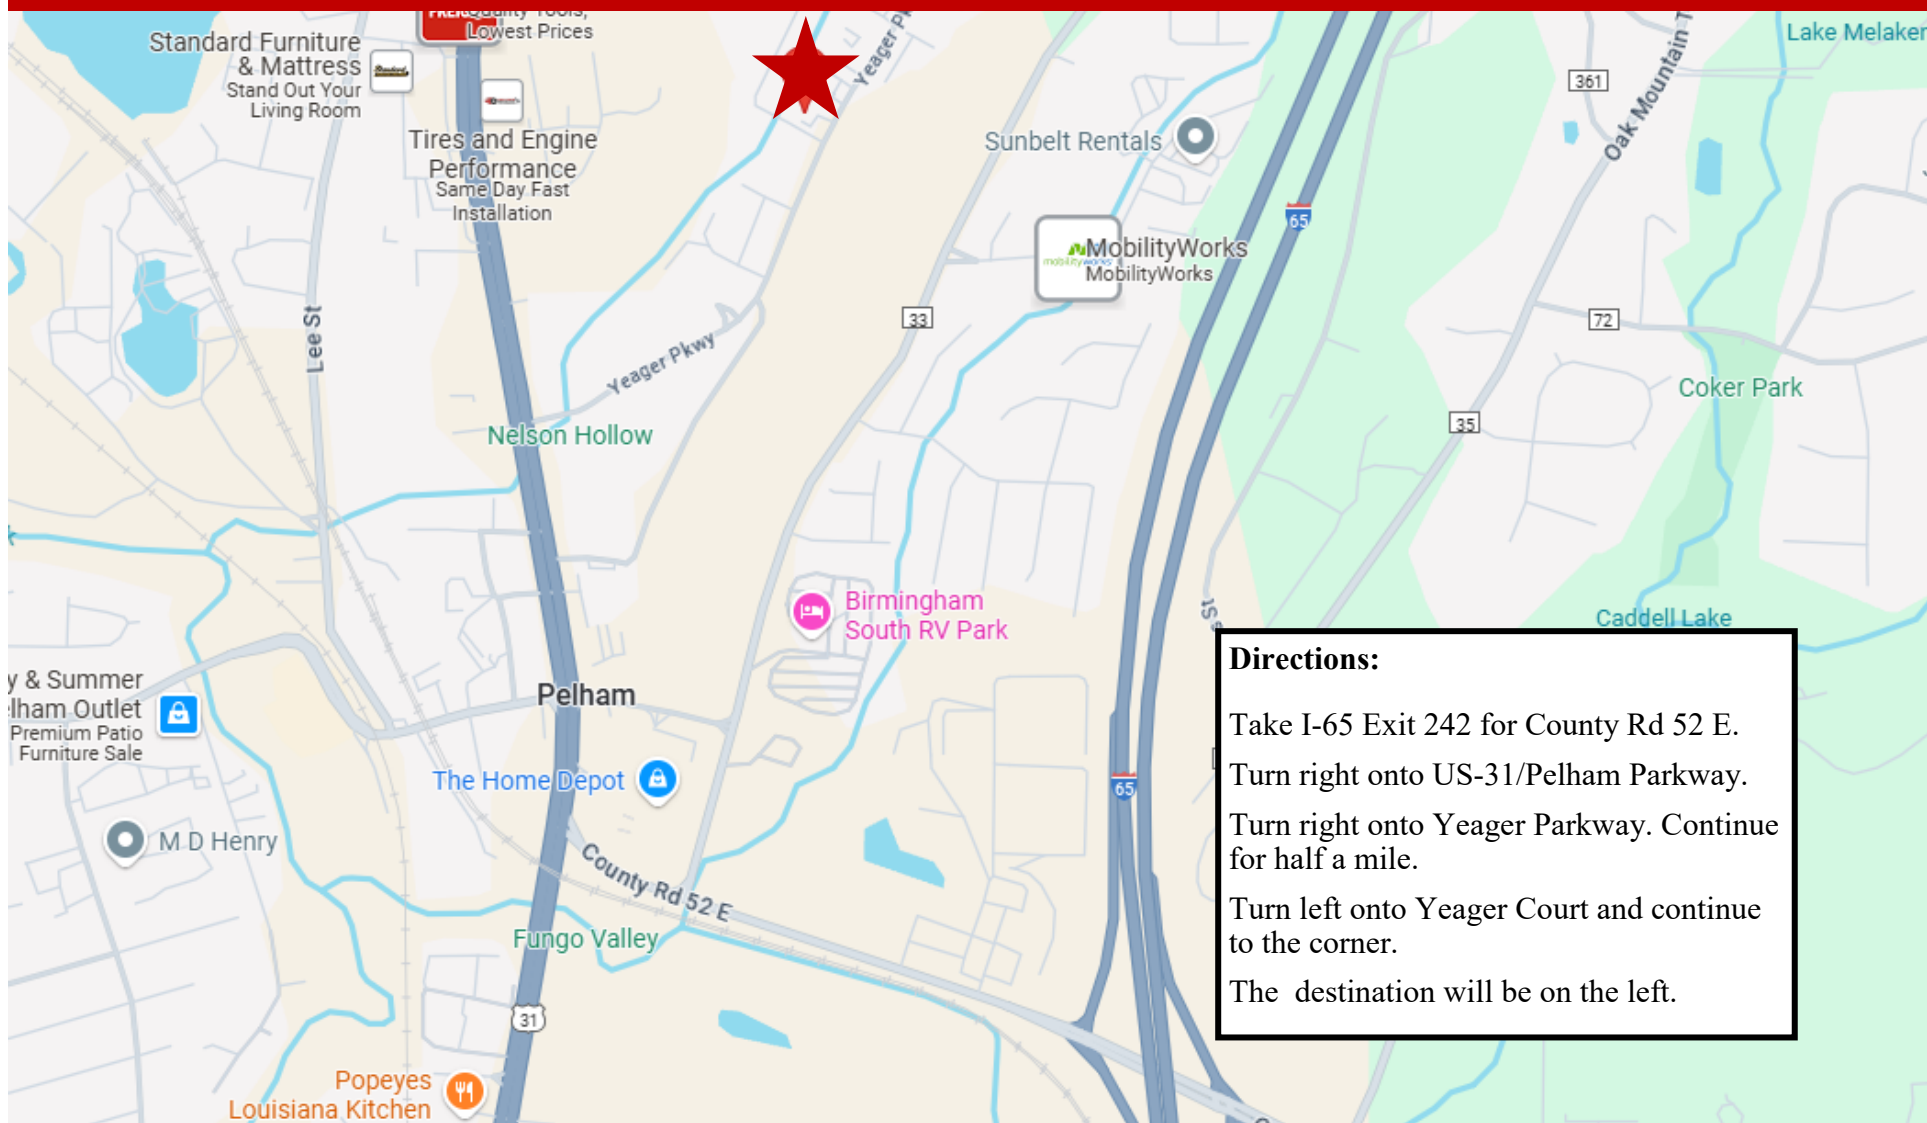 Quality Tools,
Lowest Prices
Standard Furniture
& Mattress
Stand Out Your
Living Room
Tires and Engine
Performance
Same Day Fast
Installation
Yeager
Lake Melaker
361
Oak Mountain T
Sunbelt Rentals
65
MobilityWorks
MobilityWorks
mobilityworks
33
72
Lee St
Yeager Pkwy
Coker Park
35
Nelson Hollow
Birmingham
South RV Park
Caddell Lake
y & Summer
lham Outlet
Premium Patio
Furniture Sale
Pelham
The Home Depot
65
M D Henry
County Rd 52 E
Fungo Valley
31
Popeyes
Louisiana Kitchen
Directions:
Take I-65 Exit 242 for County Rd 52 E.
Turn right onto US-31/Pelham Parkway.
Turn right onto Yeager Parkway. Continue
for half a mile.
Turn left onto Yeager Court and continue
to the corner.
The destination will be on the left.